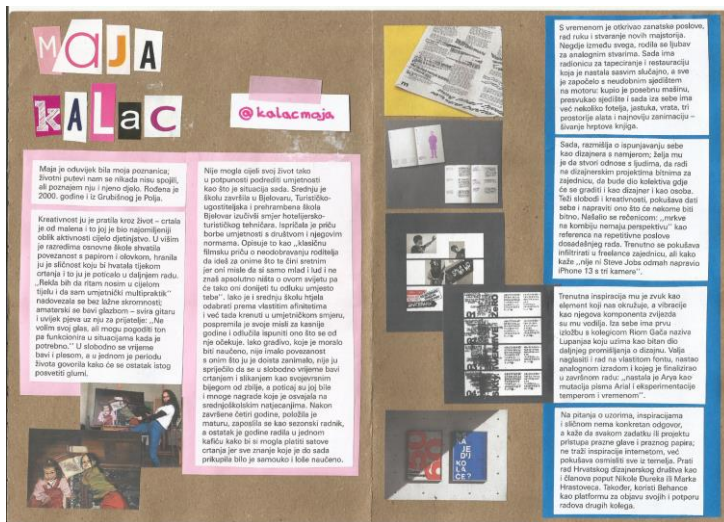 MAJA
KALAC
@kalacmaja
Maja je oduvijek bila moja poznanica;
životni putevi nam se nikada nisu spojili,
ali poznajem nju i njeno djelo. Rođena je
2000. godine i iz Grubišnog je Polja.
Kreativnost ju je pratila kroz život – crtala
je od malena i to joj je bio najomiljeniji
oblik aktivnosti cijelo djetinjstvo. U višim
je razredima osnovne škole shvatila
povezanost s papirom i olovkom, hranila
ju je sličnost koju bi hvatala tijekom
crtanja i to ju je poticalo u daljnjem radu.
„Rekla bih da ritam nosim u cijelom
tijelu i da sam umjetnički multipraktik"
nadovezala se bez lažne skromnosti;
amaterski se bavi glazbom – svira gitaru
i uvijek pjeva uz nju za prijatelje: „Ne
volim svoj glas, ali mogu pogoditi ton
pa funkcionira u situacijama kada je
potrebno." U slobodno se vrijeme
bavi i plesom, a u jednom je periodu
života govorila kako će se ostatak istog
posvetiti glumi.
Nije mogla cijeli svoj život tako
u potpunosti podrediti umjetnosti
kao što je situacija sada. Srednju je
školu završila u Bjelovaru, Turističko-
ugostiteljska i prehrambena škola
Bjelovar izučivši smjer hotelijersko-
turističkog tehničara. Ispričala je priču
borbe umjetnosti s društvom i njegovim
normama. Opisuje to kao „klasičnu
filmsku priču o neodobravanju roditelja
da ideš za onime što te čini sretnim
jer oni misle da si samo mlad i lud i ne
znaš apsolutno ništa o ovom svijetu pa
će tako oni donijeti tu odluku umjesto
tebe". Iako je i srednju školu htjela
odabrati prema vlastitim afinitetima
i već tada krenuti u umjetničkom smjeru,
pospremila je svoje misli za kasnije
godine i odlučila ispuniti ono što se od
nje očekuje. Iako gradivo, koje je moralo
biti naučeno, nije imalo povezanost
s onim što ju je doista zanimalo, nije ju
spriječilo da se u slobodno vrijeme bavi
crtanjem i slikanjem kao svojevrsnim
bijegom od zbilje, a poticaj su joj bile
i mnoge nagrade koje je osvajala na
srednjoškolskim natjecanjima. Nakon
završene četiri godine, položila je
maturu, zaposlila se kao sezonski radnik,
a ostatak je godine radila u jednom
kafiću kako bi si mogla platiti satove
crtanja jer sve znanje koje je do sada
prikupila bilo je samouko i loše naučeno.
S vremenom je otkrivao zanatske poslove,
rad ruku i stvaranje novih majstorija.
Negdje između svega, rodila se ljubav
za analognim stvarima. Sada ima
radionicu za tapeciranje i restauraciju
koja je nastala sasvim slučajno, a sve
je započelo s neudobnim sjedištem
na motoru: kupio je posebnu mašinu,
presvukao sjedište i sada iza sebe ima
već nekoliko fotelja, jastuka, vrata, tri
prostorije alata i najnoviju zanimaciju –
šivanje hrptove knjiga.
Sada, razmišlja o ispunjavanju sebe
kao dizajnera s namjerom; želja mu
je da stvori odnose s ljudima, da radi
na dizajnerskim projektima bitnima za
zajednicu, da bude dio kolektiva gdje
će se graditi i kao dizajner i kao osoba.
Teži slobodi i kreativnosti, pokušava dati
sebe i napraviti ono što će nekome biti
bitno. Nešalio se rečenicom: „mrkve
na kombiju nemaju perspektivu" kao
referenca na repetitivne poslove
dosadašnjeg rada. Trenutno se pokušava
infiltrirati u freelance zajednicu, ali kako
kaže „nije ni Steve Jobs odmah napravio
iPhone 13 s tri kamere".
Trenutna inspiracija mu je zvuk kao
element koji nas okružuje, a vibracije
kao njegova komponenta zvijezda
su mu vodilja. Iza sebe ima prvu
izložbu s kolegicom Riom Gača naziva
Lupanjaa koju uzima kao bitan dio
daljnjeg promišljanja o dizajnu. Valja
naglasiti i rad na vlastitom fontu, nastao
analognom izradom i kojeg je finalizirao
u završnom radu: „nastala je Arya kao
mutacija pisma Arial i eksperimentacije
temperom i vremenom".
Na pitanja o uzorima, inspiracijama
i sličnom nema konkretan odgovor,
a kaže da svakom zadatku ili projektu
pristupa prazne glave i praznog papira;
ne traži inspiracije internetom, već
pokušava osmisliti sve iz temelja. Prati
rad Hrvatskog dizajnerskog društva kao
i članova poput Nikole Đureka ili Marka
Hrastoveca. Također, koristi Behance
kao platformu za objavu svojih i potporu
radova drugih kolega.